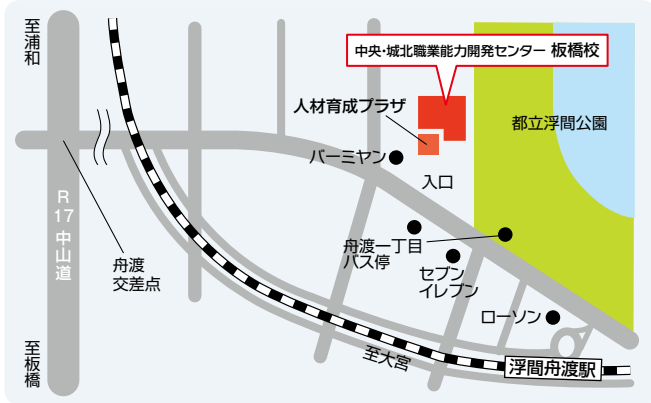 至浦和
中央・城北職業能力開発センター 板橋校
人材育成プラザ
都立浮間公園
バーミヤン
入口
R17 中山道
舟渡
交差点
舟渡一丁目
バス停
セブン
イレブン
ローソン
至大宮
浮間舟渡駅
至板橋